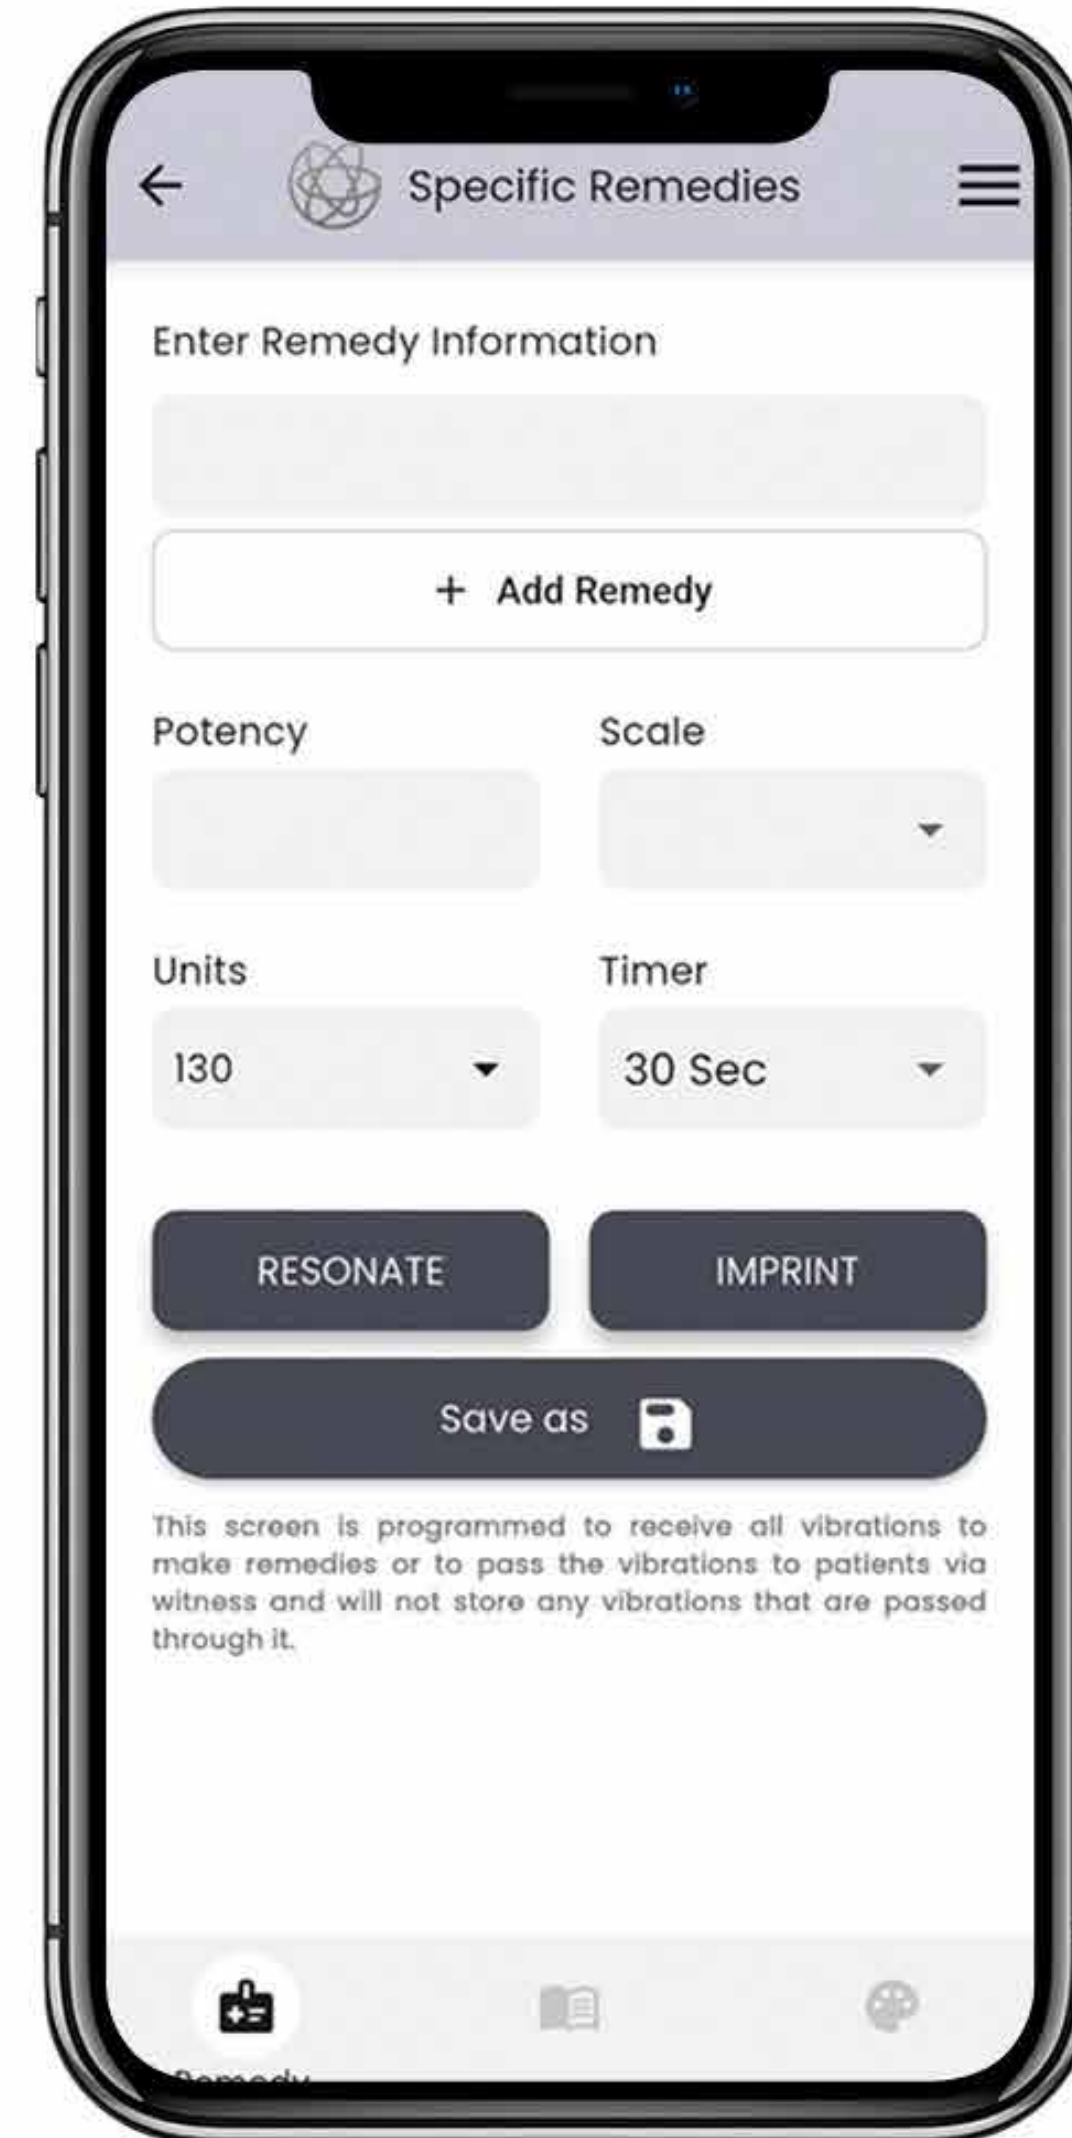 Specific Remedies
Enter Remedy Information
+ Add Remedy
Potency Scale
Units Timer
130 30 Sec
RESONATE IMPRINT
Save as
This screen is programmed to receive all vibrations to
make remedies or to pass the vibrations to patients via
witness and will not store any vibrations that are passed
through it.
Remedy